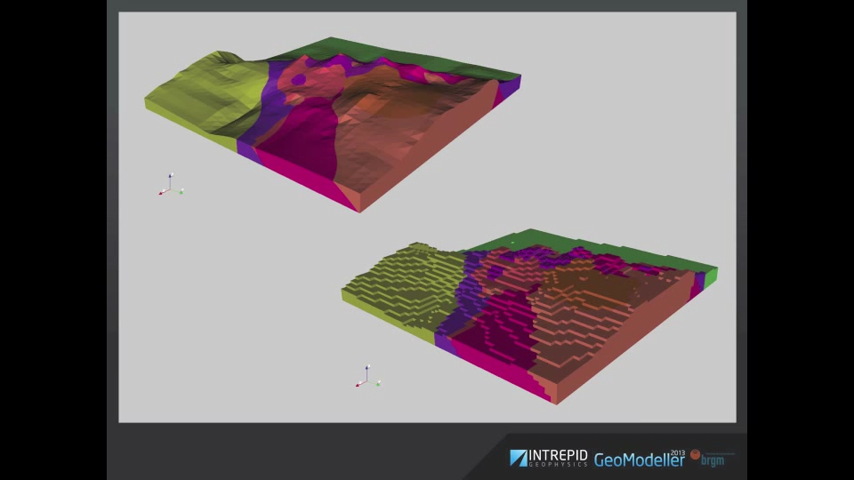 INTREPID
GEOPHYSICS
GeoModeller
2013
brgm